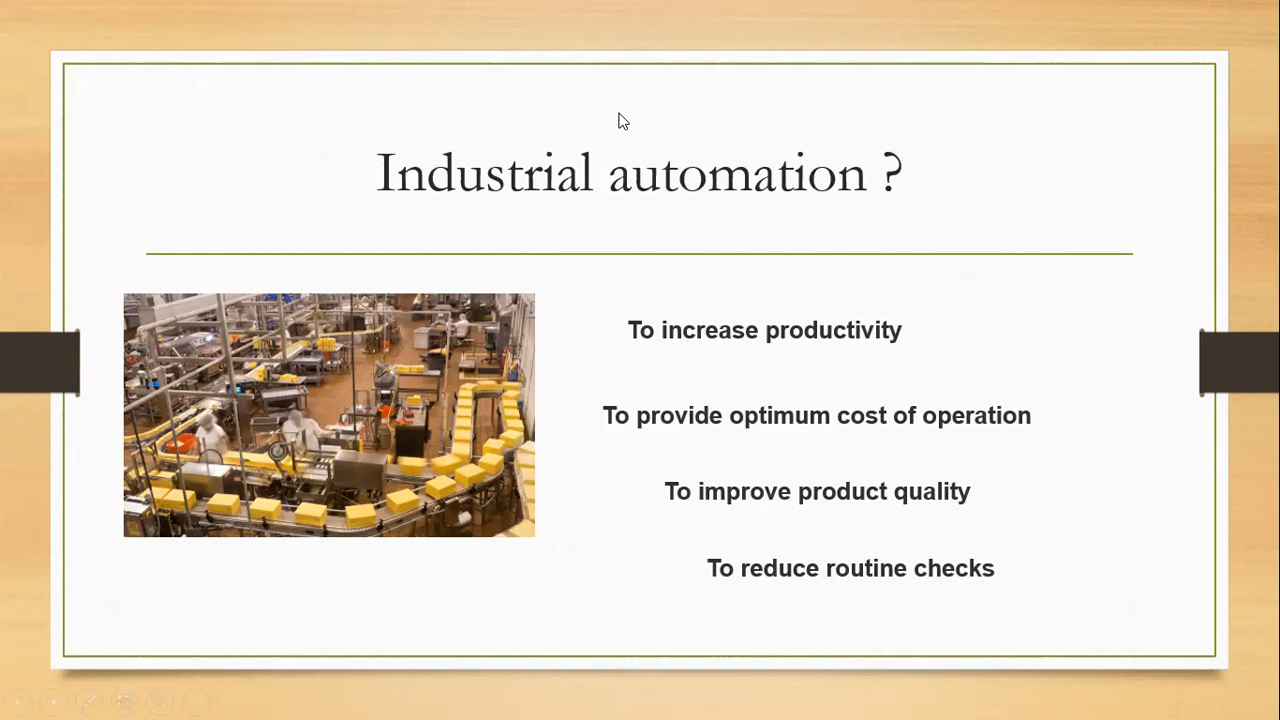 Industrial automation ?
To increase productivity
To provide optimum cost of operation
To improve product quality
To reduce routine checks